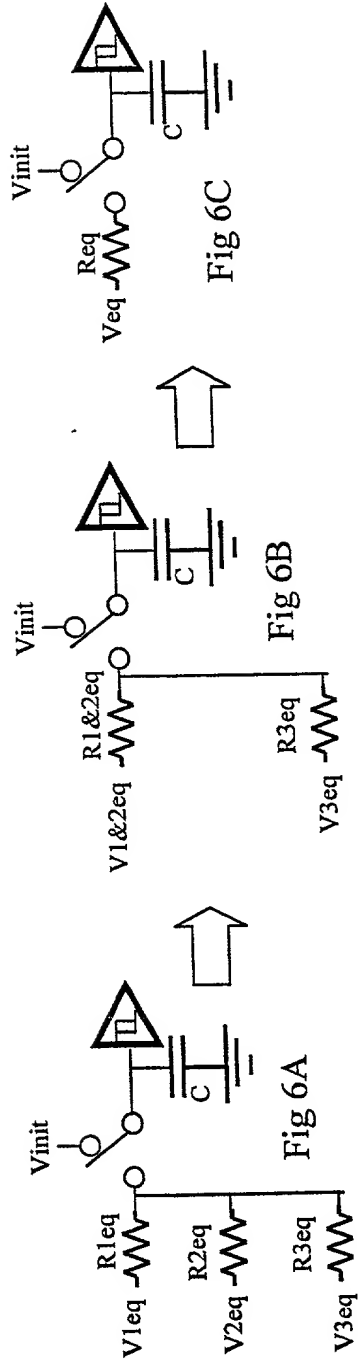 Vinit
V1eq R1eq
V2eq R2eq
V3eq R3eq
C
Fig 6A
Vinit
V1&2eq R1&2eq
V3eq R3eq
C
Fig 6B
Vinit
Veq Req
C
Fig 6C